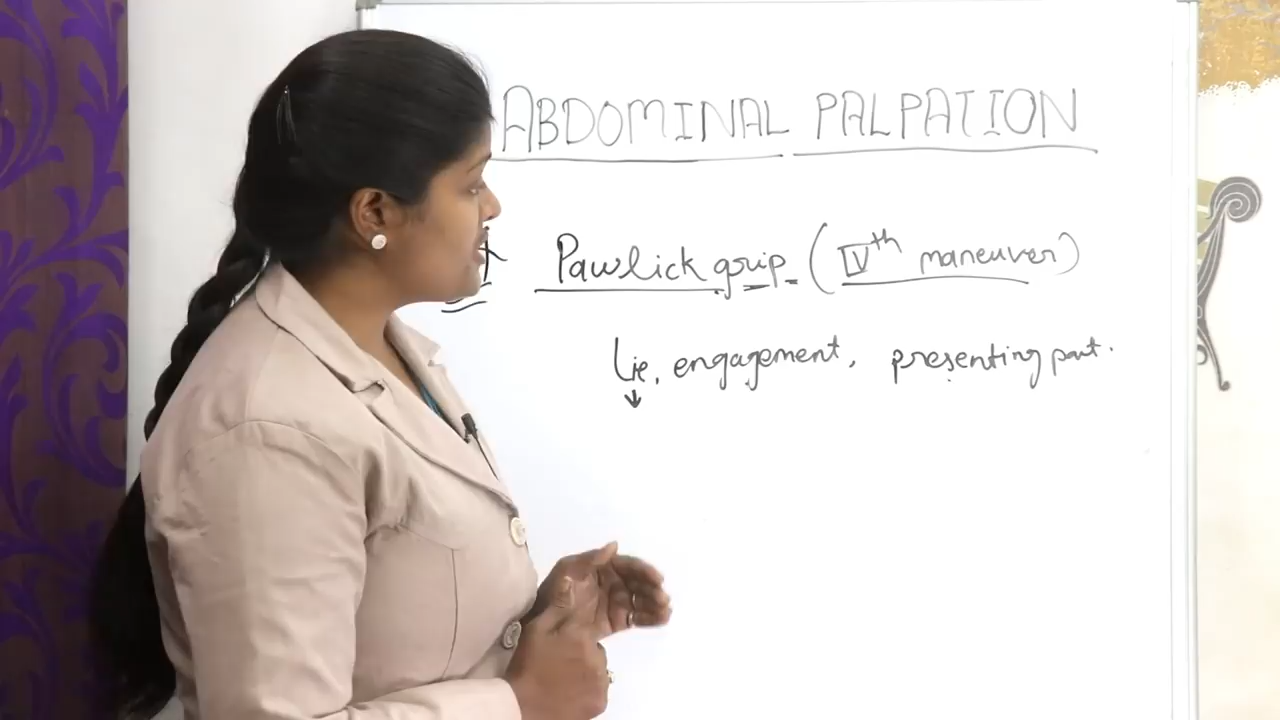 ABDOMINAL PALPATION
Pawlick grip (IVth maneuver)
Lie, engagement, presenting part.